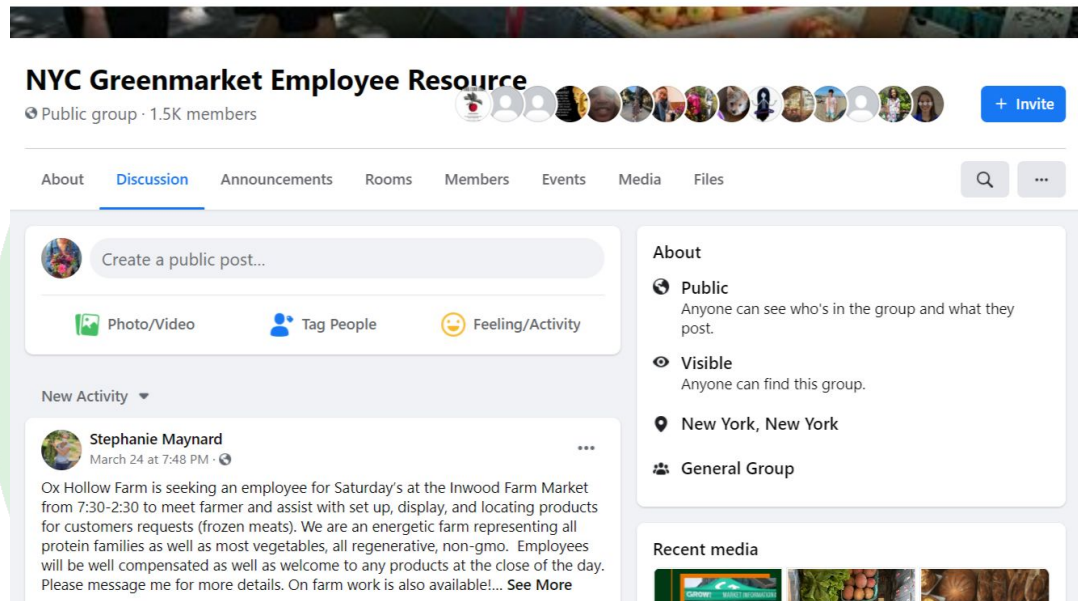 NYC Greenmarket Employee Resource
Public group · 1.5K members
+ Invite
About
Discussion
Announcements
Rooms
Members
Events
Media
Files
Create a public post...
Photo/Video
Tag People
Feeling/Activity
New Activity
Stephanie Maynard
March 24 at 7:48 PM ·
Ox Hollow Farm is seeking an employee for Saturday's at the Inwood Farm Market
from 7:30-2:30 to meet farmer and assist with set up, display, and locating products
for customers requests (frozen meats). We are an energetic farm representing all
protein families as well as most vegetables, all regenerative, non-gmo. Employees
will be well compensated as well as welcome to any products at the close of the day.
Please message me for more details. On farm work is also available!... See More
About
Public
Anyone can see who's in the group and what they
post.
Visible
Anyone can find this group.
New York, New York
General Group
Recent media
GROW!
MARKET INFORMATION